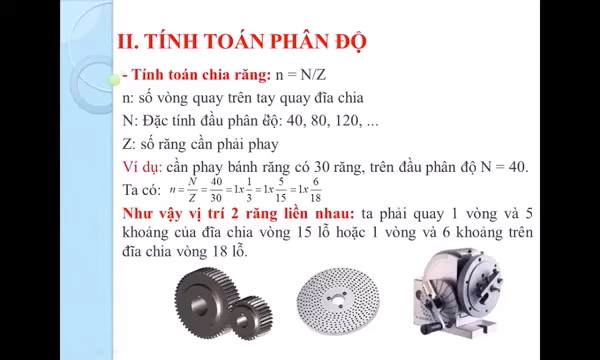 II. TÍNH TOÁN PHÂN ĐỘ
- Tính toán chia răng: n = N/Z
n: số vòng quay trên tay quay đĩa chia
N: Đặc tính đầu phân độ: 40, 80, 120, ...
Z: số răng cần phải phay
Ví dụ: cần phay bánh răng có 30 răng, trên đầu phân độ N = 40.
Ta có: n = N/Z = 40/30 = 1x 1/3 = 1x 5/15 = 1x 6/18
Như vậy vị trí 2 răng liền nhau: ta phải quay 1 vòng và 5
khoảng của đĩa chia vòng 15 lỗ hoặc 1 vòng và 6 khoảng trên
đĩa chia vòng 18 lỗ.